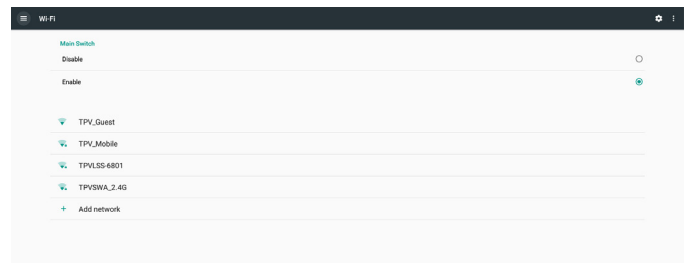 Wi-Fi
Main Switch
Disable
Enable
TPV_Guest
TPV_Mobile
TPVLSS-6801
TPVSWA_2.4G
Add network